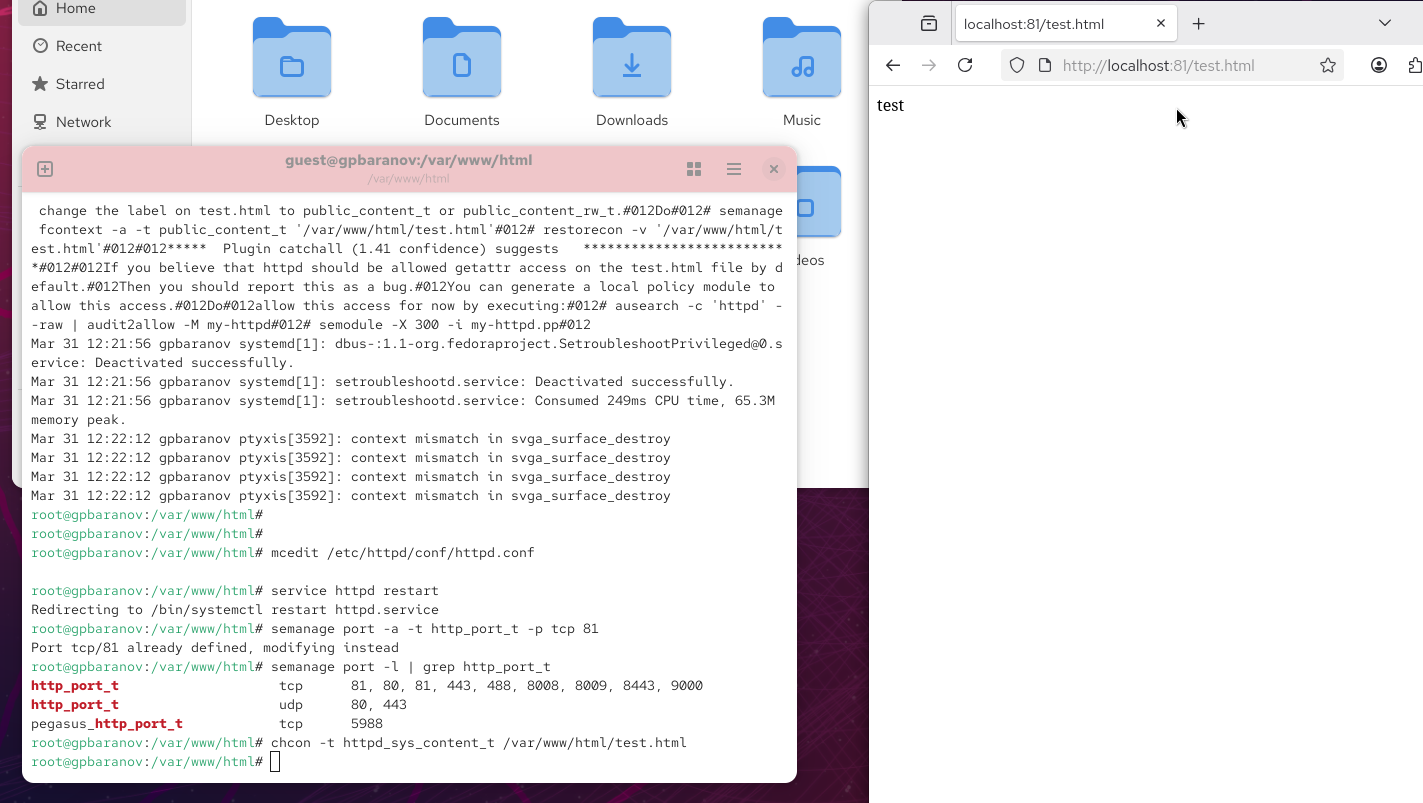 Home
Recent
Starred
Network
Desktop
Documents
Downloads
Music
deos
guest@gpbaranov:/var/www/html
/var/www/html
change the label on test.html to public_content_t or public_content_rw_t.#012Do#012# semanage
fcontext -a -t public_content_t '/var/www/html/test.html'#012# restorecon -v '/var/www/html/t
est.html'#012#012*****  Plugin catchall (1.41 confidence) suggests   *************************
*#012#012If you believe that httpd should be allowed getattr access on the test.html file by d
efault.#012Then you should report this as a bug.#012You can generate a local policy module to
allow this access.#012Do#012allow this access for now by executing:#012# ausearch -c 'httpd' -
-raw | audit2allow -M my-httpd#012# semodule -X 300 -i my-httpd.pp#012
Mar 31 12:21:56 gpbaranov systemd[1]: dbus-:1.1-org.fedoraproject.SetroubleshootPrivileged@0.s
ervice: Deactivated successfully.
Mar 31 12:21:56 gpbaranov systemd[1]: setroubleshootd.service: Deactivated successfully.
Mar 31 12:21:56 gpbaranov systemd[1]: setroubleshootd.service: Consumed 249ms CPU time, 65.3M
memory peak.
Mar 31 12:22:12 gpbaranov ptyxis[3592]: context mismatch in svga_surface_destroy
Mar 31 12:22:12 gpbaranov ptyxis[3592]: context mismatch in svga_surface_destroy
Mar 31 12:22:12 gpbaranov ptyxis[3592]: context mismatch in svga_surface_destroy
Mar 31 12:22:12 gpbaranov ptyxis[3592]: context mismatch in svga_surface_destroy
root@gpbaranov:/var/www/html#
root@gpbaranov:/var/www/html#
root@gpbaranov:/var/www/html# mcedit /etc/httpd/conf/httpd.conf
root@gpbaranov:/var/www/html# service httpd restart
Redirecting to /bin/systemctl restart httpd.service
root@gpbaranov:/var/www/html# semanage port -a -t http_port_t -p tcp 81
Port tcp/81 already defined, modifying instead
root@gpbaranov:/var/www/html# semanage port -l | grep http_port_t
http_port_t                    tcp      81, 80, 81, 443, 488, 8008, 8009, 8443, 9000
http_port_t                    udp      80, 443
pegasus_http_port_t            tcp      5988
root@gpbaranov:/var/www/html# chcon -t httpd_sys_content_t /var/www/html/test.html
root@gpbaranov:/var/www/html#
localhost:81/test.html
http://localhost:81/test.html
test